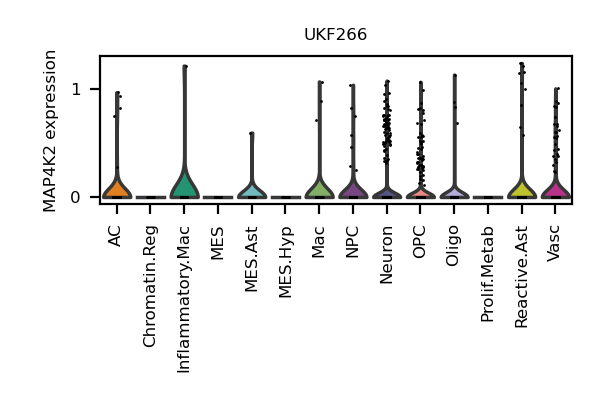 UKF266
MAP4K2 expression
1
0
AC
Chromatin.Reg
Inflammatory.Mac
MES
MES.Ast
MES.Hyp
Mac
NPC
Neuron
OPC
Oligo
Prolif.Metab
Reactive.Ast
Vasc